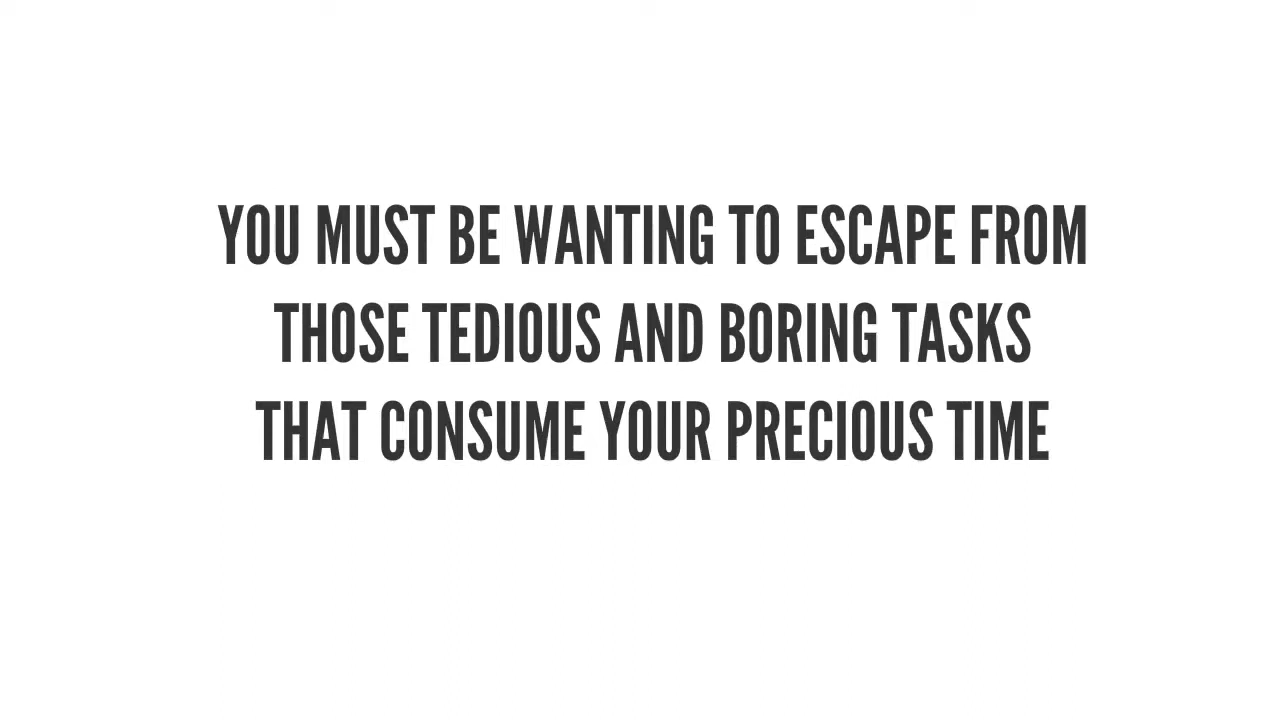 YOU MUST BE WANTING TO ESCAPE FROM
THOSE TEDIOUS AND BORING TASKS
THAT CONSUME YOUR PRECIOUS TIME